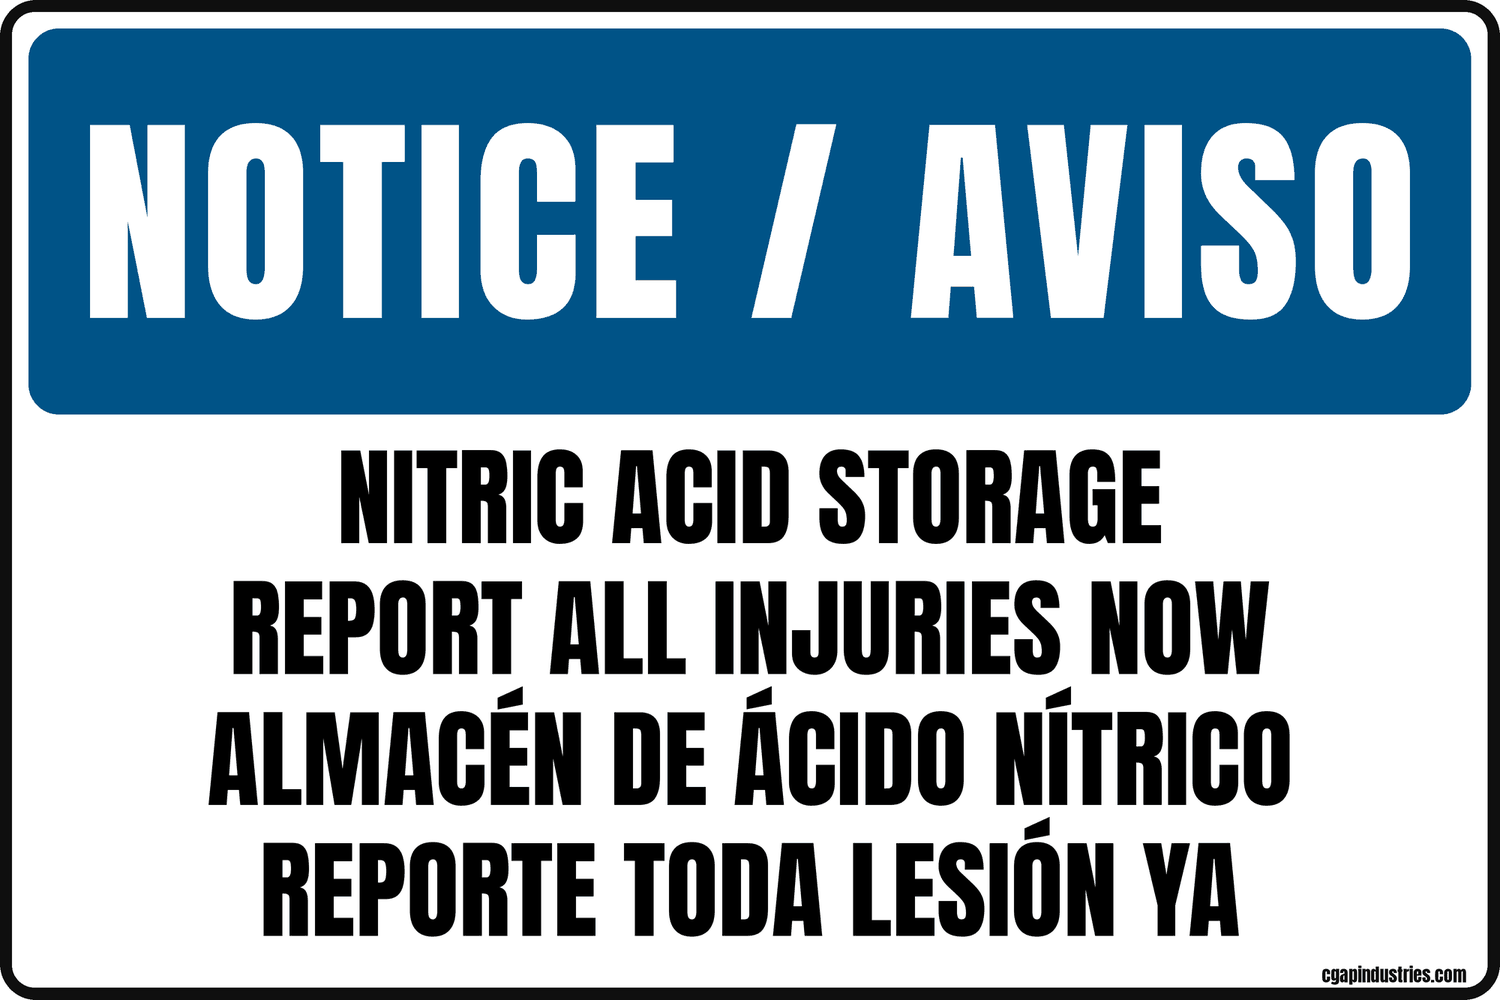 NOTICE / AVISO
NITRIC ACID STORAGE
REPORT ALL INJURIES NOW
ALMACÉN DE ÁCIDO NÍTRICO
REPORTE TODA LESIÓN YA
cgapindustries.com